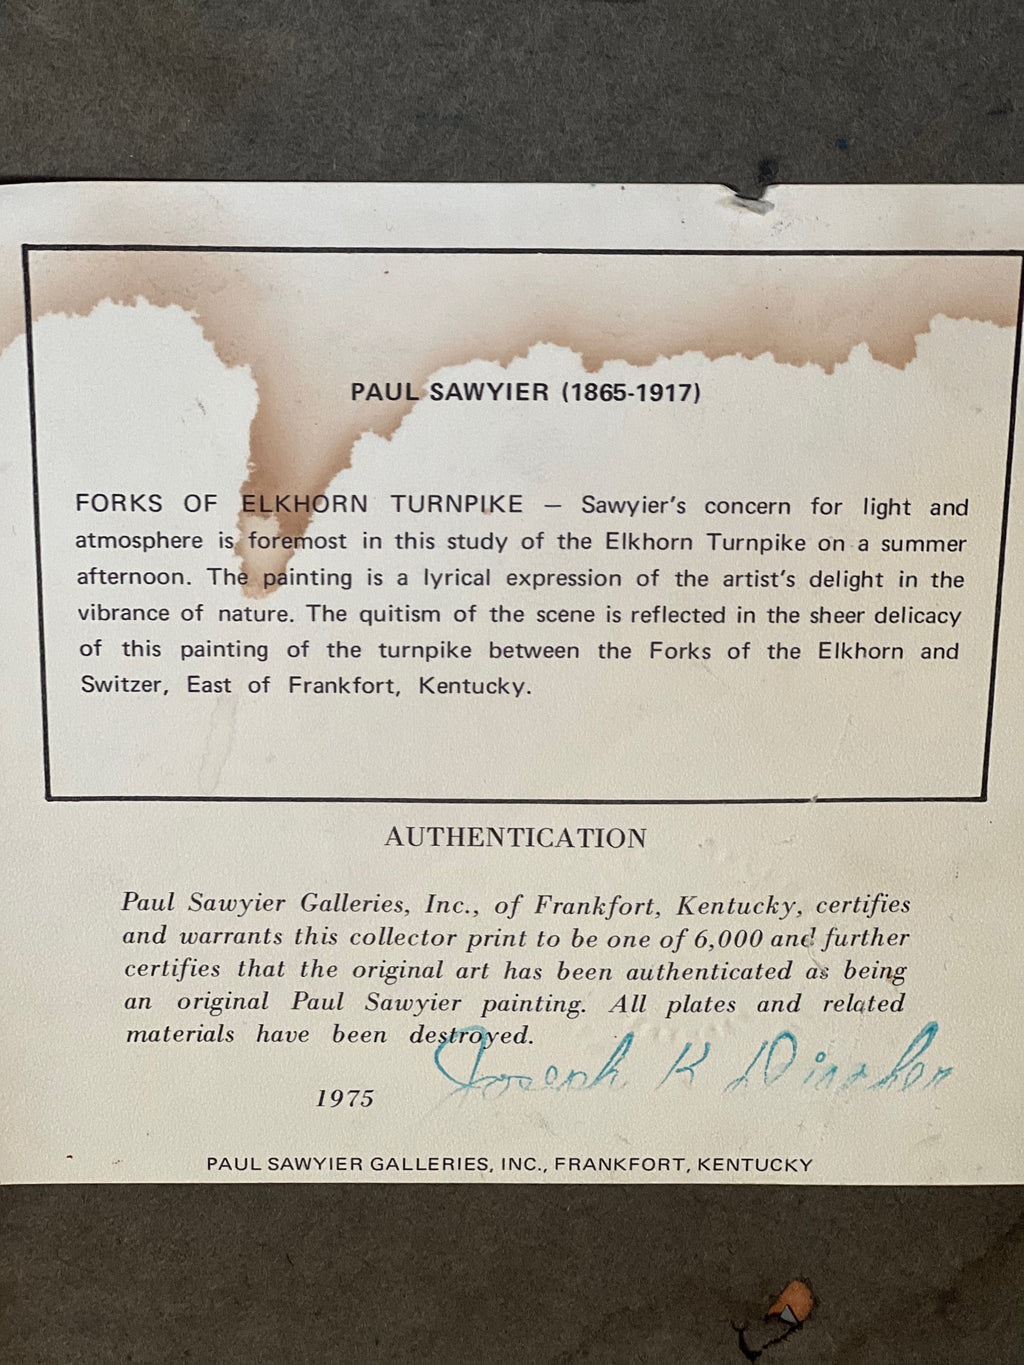 PAUL SAWYIER (1865-1917)
FORKS OF ELKHORN TURNPIKE — Sawyier's concern for light and
atmosphere is foremost in this study of the Elkhorn Turnpike on a summer
afternoon. The painting is a lyrical expression of the artist's delight in the
vibrance of nature. The quitism of the scene is reflected in the sheer delicacy
of this painting of the turnpike between the Forks of the Elkhorn and
Switzer, East of Frankfort, Kentucky.
AUTHENTICATION
Paul Sawyier Galleries, Inc., of Frankfort, Kentucky, certifies
and warrants this collector print to be one of 6,000 and further
certifies that the original art has been authenticated as being
an original Paul Sawyier painting. All plates and related
materials have been destroyed.
Joseph K
1975
PAUL SAWYIER GALLERIES, INC., FRANKFORT, KENTUCKY